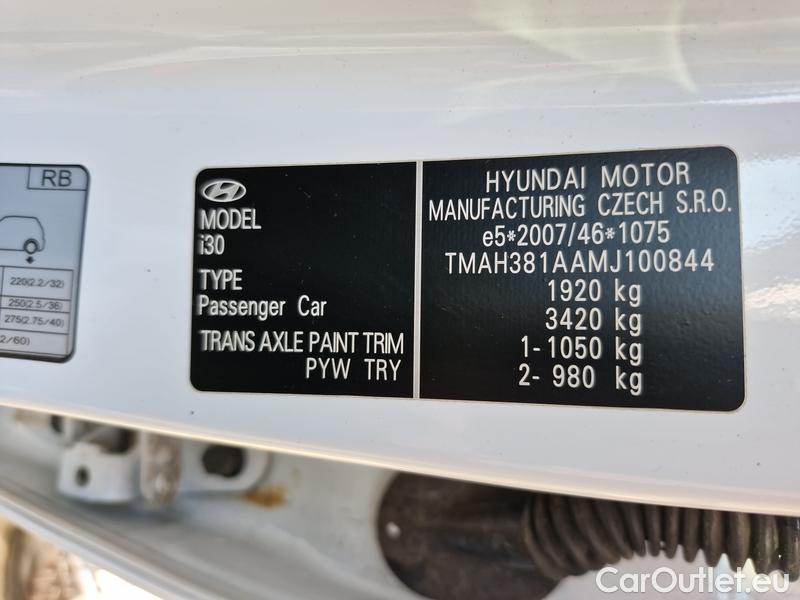 RB
220(2.2/32)
250(2.5/36)
275(2.75/40)
2/60)
MODEL
i30
TYPE
Passenger Car
TRANS AXLE PAINT TRIM
PYW TRY
HYUNDAI MOTOR
MANUFACTURING CZECH S.R.O.
e5*2007/46*1075
TMAH381AAMJ100844
1920 kg
3420 kg
1- 1050 kg
2- 980 kg
CarOutlet.eu